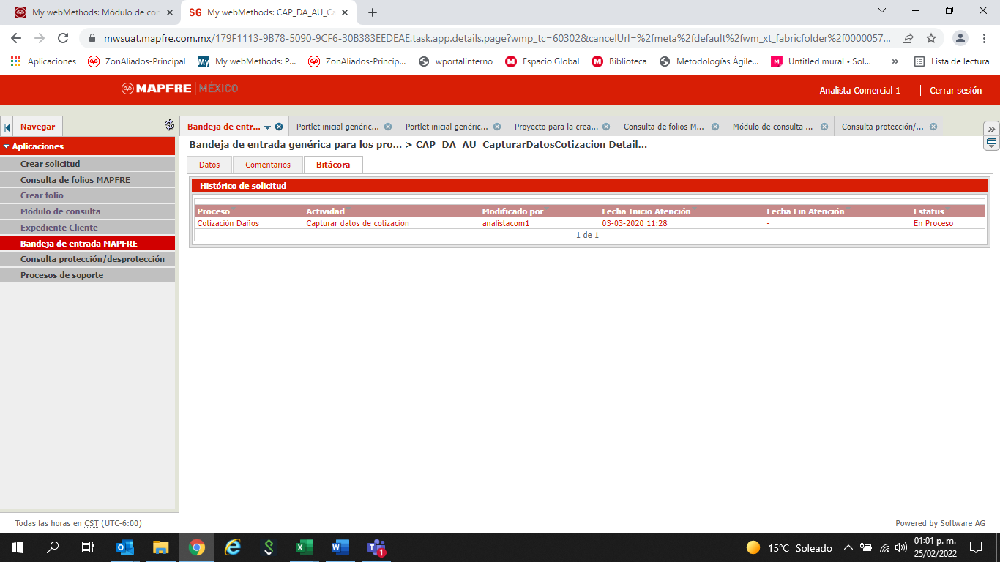 My webMethods: Módulo de con
My webMethods: CAP_DA_AU_Ca
mwsuat.mapfre.com.mx/179F1113-9B78-5090-9CF6-30B383EEDEAE.task.app.details.page?wmp_tc=60302&cancelUrl=%2fmeta%2fdefault%2fwm_xt_fabricfolder%2f0000057...
Aplicaciones ZonAliados-Principal My webMethods: P... ZonAliados-Princip... wportalinterno Espacio Global Biblioteca Metodologías Ágile... Untitled mural • Sol... » Lista de lectura
MAPFRE MÉXICO
Analista Comercial 1 Cerrar sesión
Navegar
Bandeja de entr... Portlet inicial genéric... Portlet inicial genéric... Proyecto para la crea... Consulta de folios M... Módulo de consulta ... Consulta protección/...
Aplicaciones
Crear solicitud
Consulta de folios MAPFRE
Crear folio
Módulo de consulta
Expediente Cliente
Bandeja de entrada MAPFRE
Consulta protección/desprotección
Procesos de soporte
Bandeja de entrada genérica para los pro... > CAP_DA_AU_CapturarDatosCotizacion Detail...
Datos Comentarios Bitácora
Histórico de solicitud
Proceso Actividad Modificado por Fecha Inicio Atención Fecha Fin Atención Estatus
Cotización Daños Capturar datos de cotización analistacom1 03-03-2020 11:28 - En Proceso
1 de 1
Todas las horas en CST (UTC-6:00)
Powered by Software AG
15°C Soleado
01:01 p. m.
25/02/2022